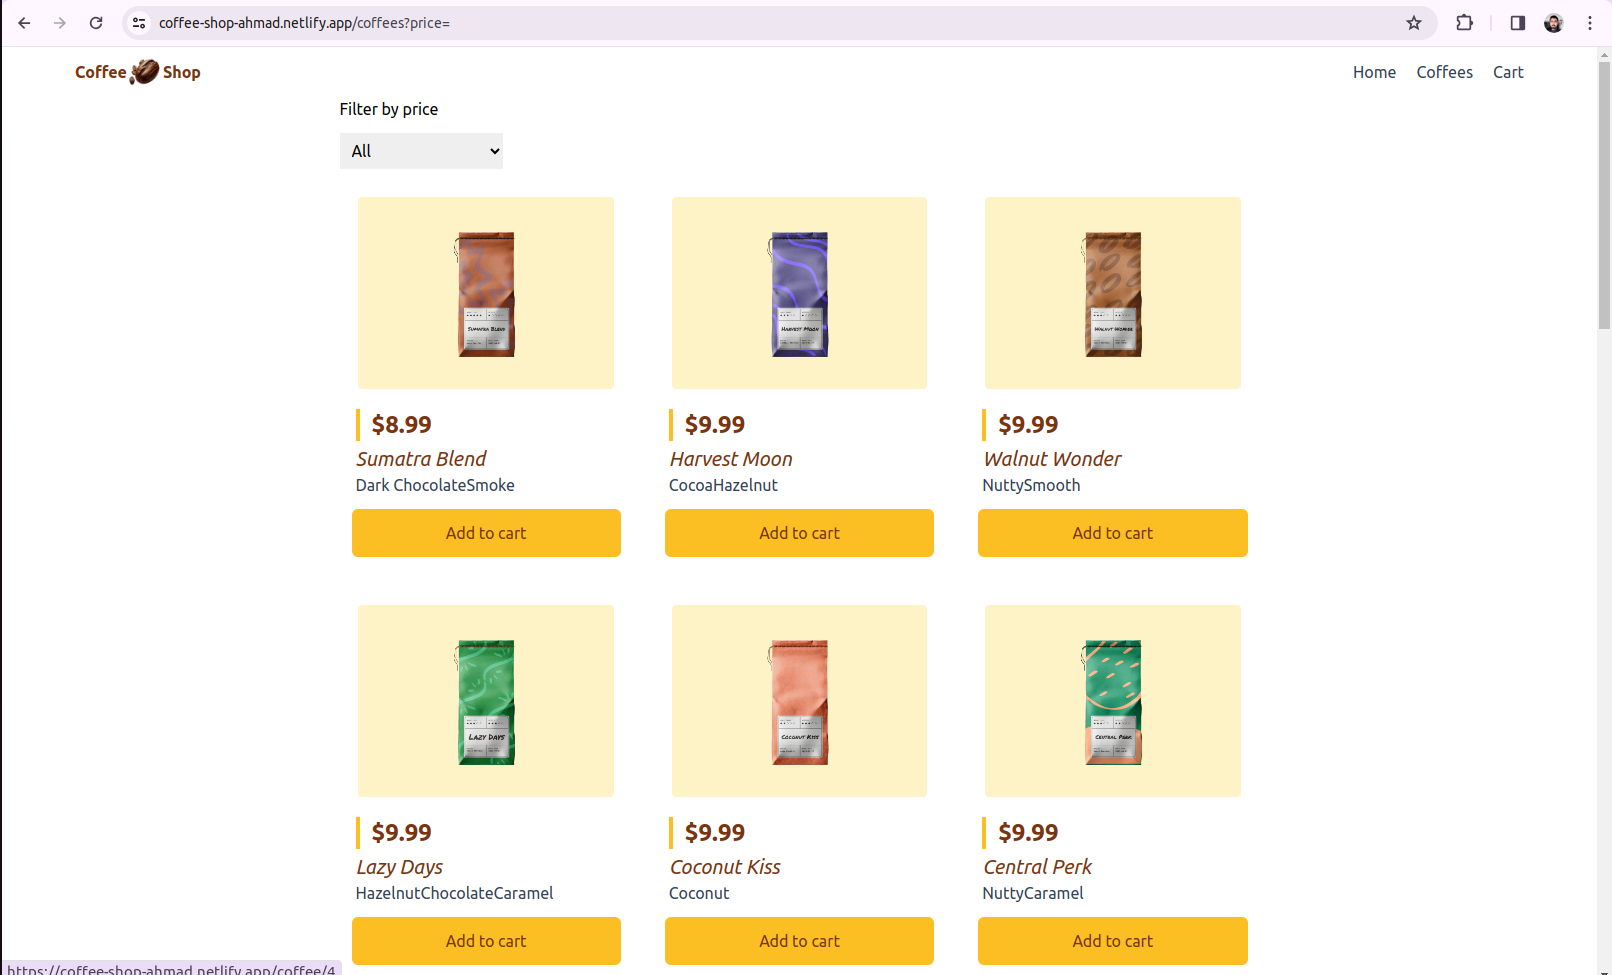 coffee-shop-ahmad.netlify.app/coffees?price=
Coffee Shop
Home Coffees Cart
Filter by price
All
Sumatra Blend
Harvest Moon
Walnut Wonder
$8.99
$9.99
$9.99
Sumatra Blend
Harvest Moon
Walnut Wonder
Dark ChocolateSmoke
CocoaHazelnut
NuttySmooth
Add to cart
Add to cart
Add to cart
Lazy Days
Coconut Kiss
Central Perk
$9.99
$9.99
$9.99
Lazy Days
Coconut Kiss
Central Perk
HazelnutChocolateCaramel
Coconut
NuttyCaramel
Add to cart
Add to cart
Add to cart
https://coffee-shop-ahmad.netlify.app/coffee/4